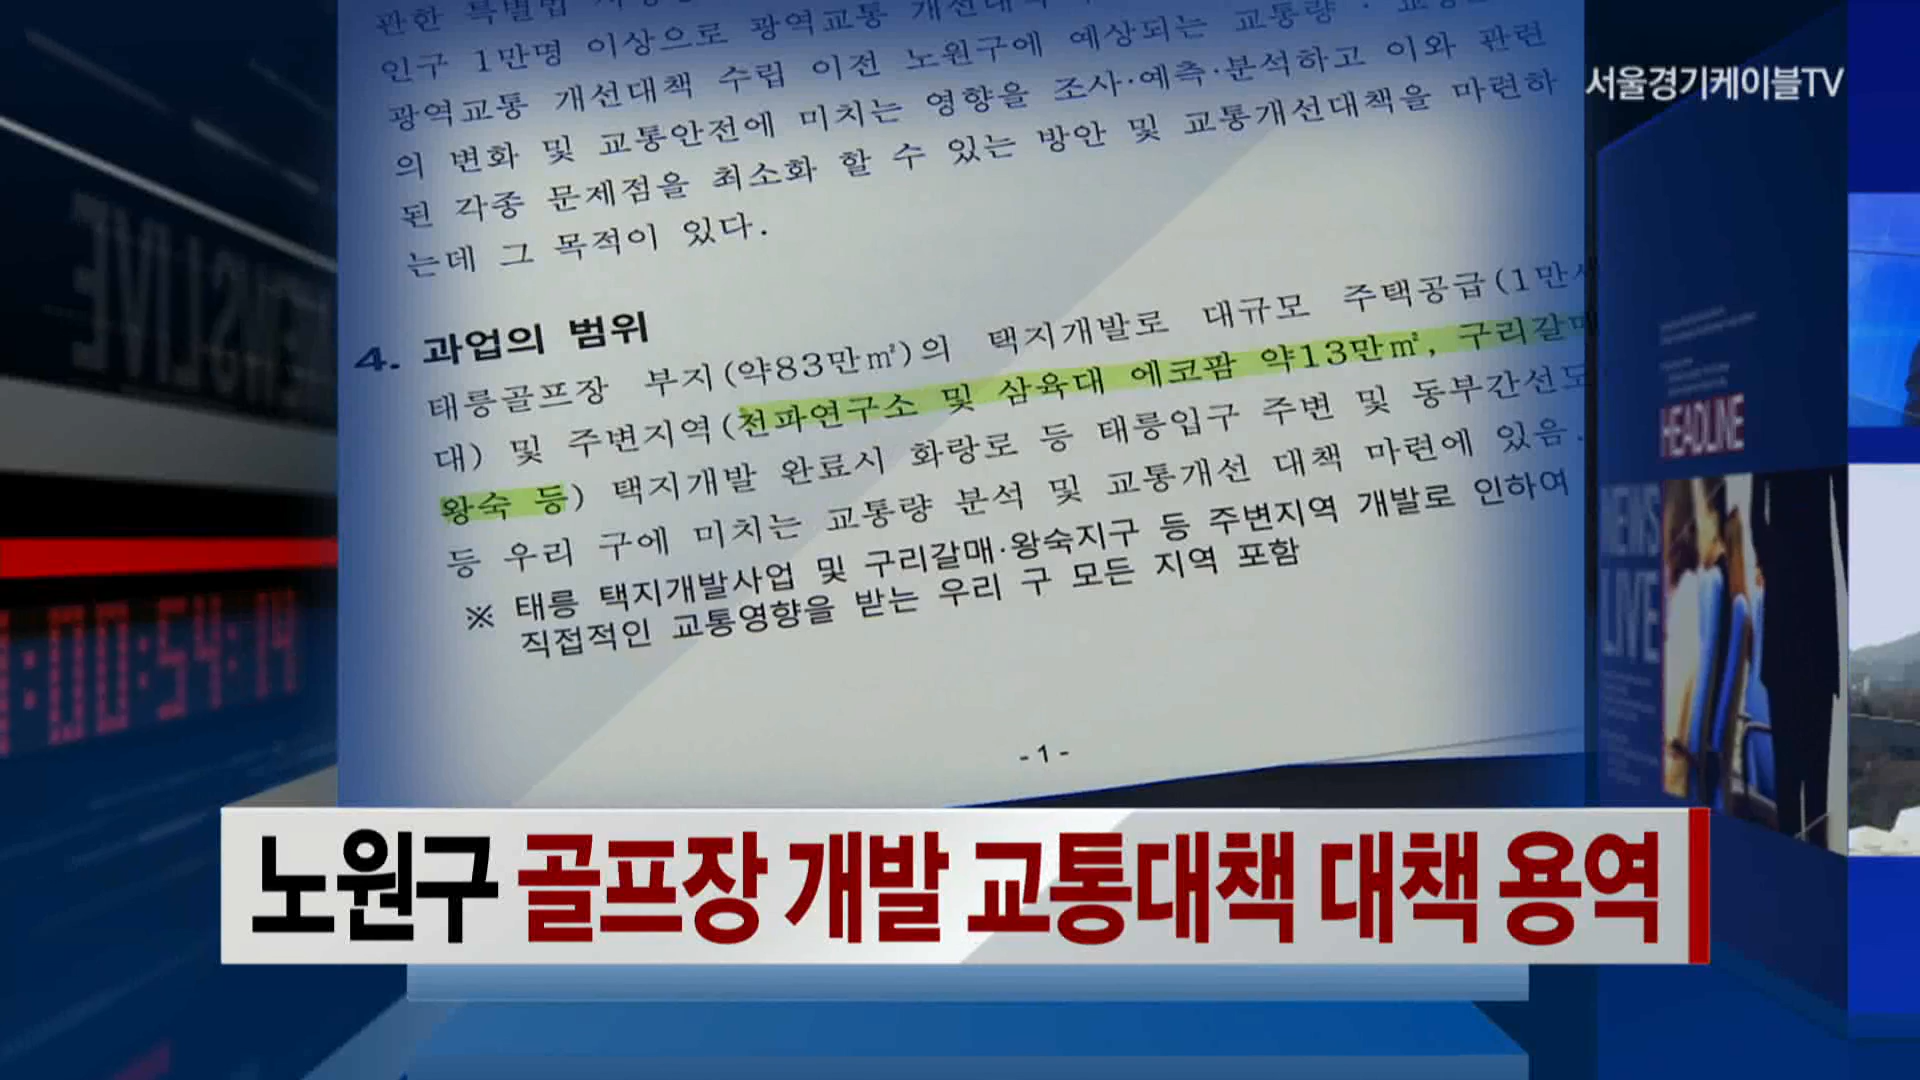 관한 특별법
인구 1만명 이상으로 광역교통 개선대책
광역교통 개선대책 수립 이전 노원구에 예상되는 교통량 ·
의 변화 및 교통안전에 미치는 영향을 조사·예측·분석하고 이와 관련
된 각종 문제점을 최소화 할 수 있는 방안 및 교통개선대책을 마련하
는데 그 목적이 있다.
4. 과업의 범위
태릉골프장 부지(약83만㎡)의 택지개발로 대규모 주택공급(1만세
대) 및 주변지역(전파연구소 및 삼육대 에코팜 약13만㎡, 구리갈매
왕숙 등) 택지개발 완료시 화랑로 등 태릉입구 주변 및 동부간선도
등 우리 구에 미치는 교통량 분석 및 교통개선 대책 마련에 있음.
※ 태릉 택지개발사업 및 구리갈매·왕숙지구 등 주변지역 개발로 인하여
직접적인 교통영향을 받는 우리 구 모든 지역 포함
- 1 -
서울경기케이블TV
NEWS LIVE
:00:54:14
HEADLINE
NEWS
LIVE
노원구 골프장 개발 교통대책 대책 용역